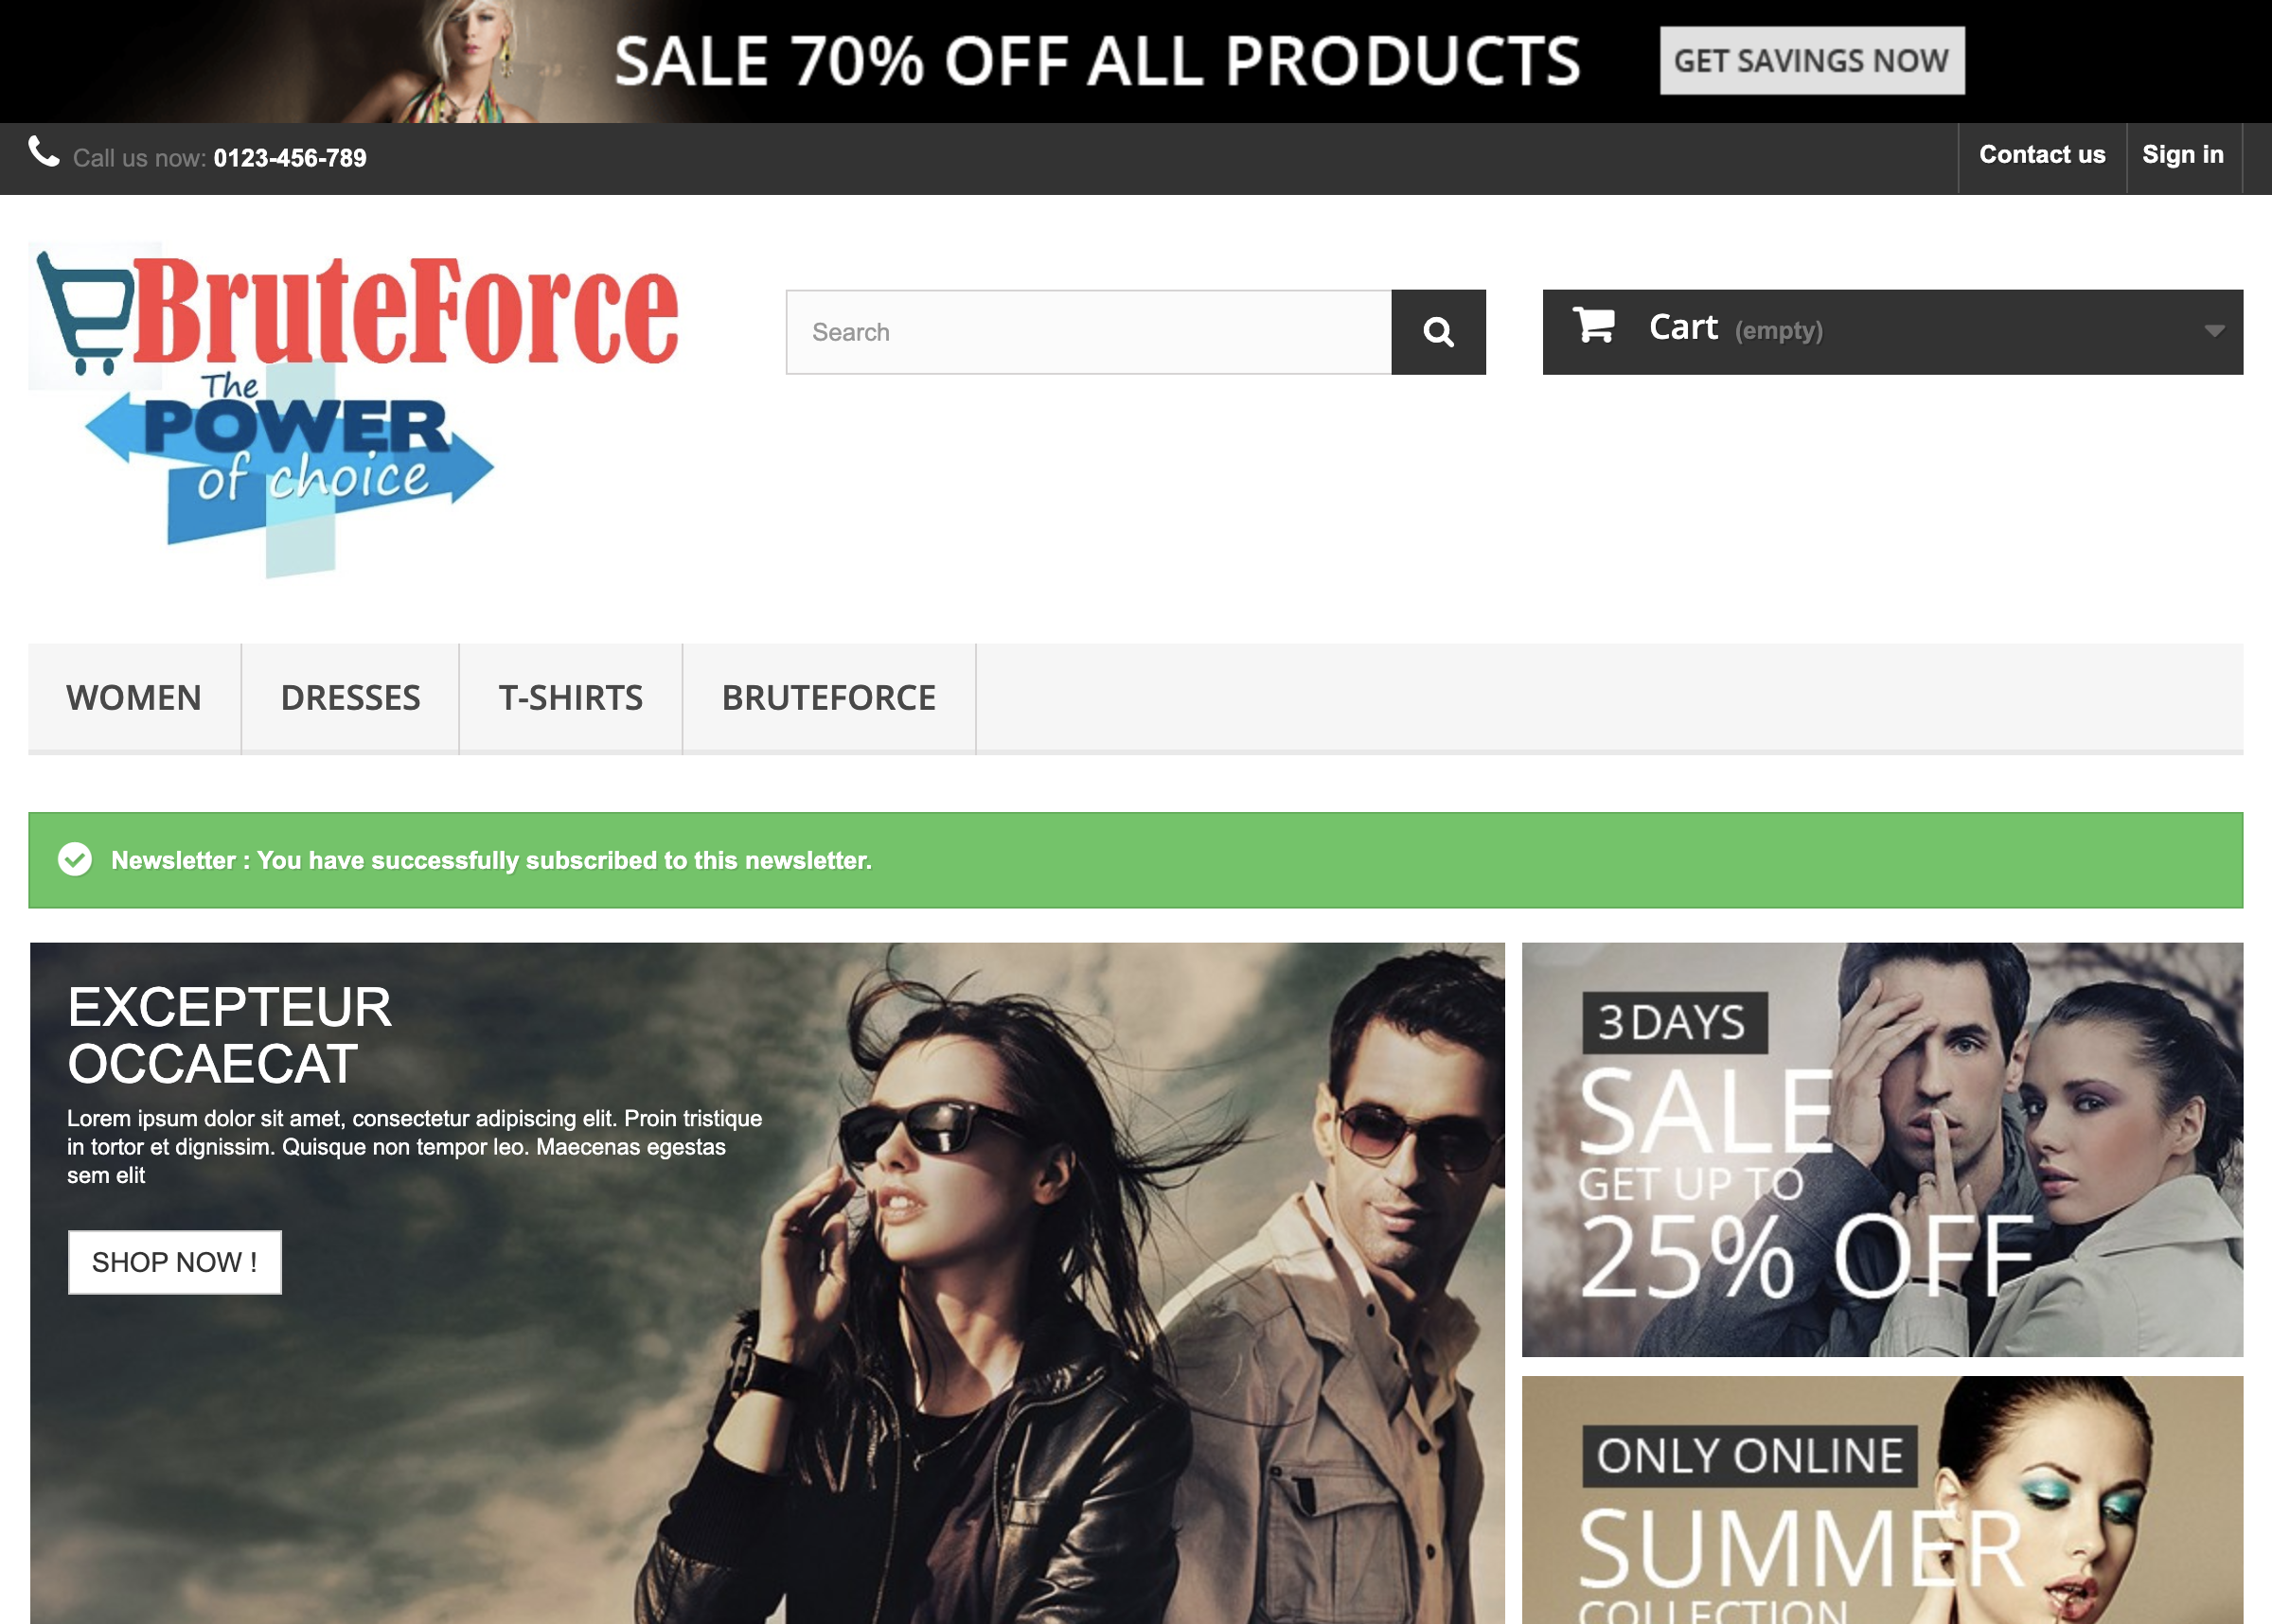 SALE 70% OFF ALL PRODUCTS
GET SAVINGS NOW
Call us now: 0123-456-789
Contact us
Sign in
BruteForce
The
POWER
of choice
Search
Cart (empty)
WOMEN
DRESSES
T-SHIRTS
BRUTEFORCE
Newsletter : You have successfully subscribed to this newsletter.
EXCEPTEUR
OCCAECAT
Lorem ipsum dolor sit amet, consectetur adipiscing elit. Proin tristique
in tortor et dignissim. Quisque non tempor leo. Maecenas egestas
sem elit
SHOP NOW !
3 DAYS
SALE
GET UP TO
25% OFF
ONLY ONLINE
SUMMER
COLLECTION